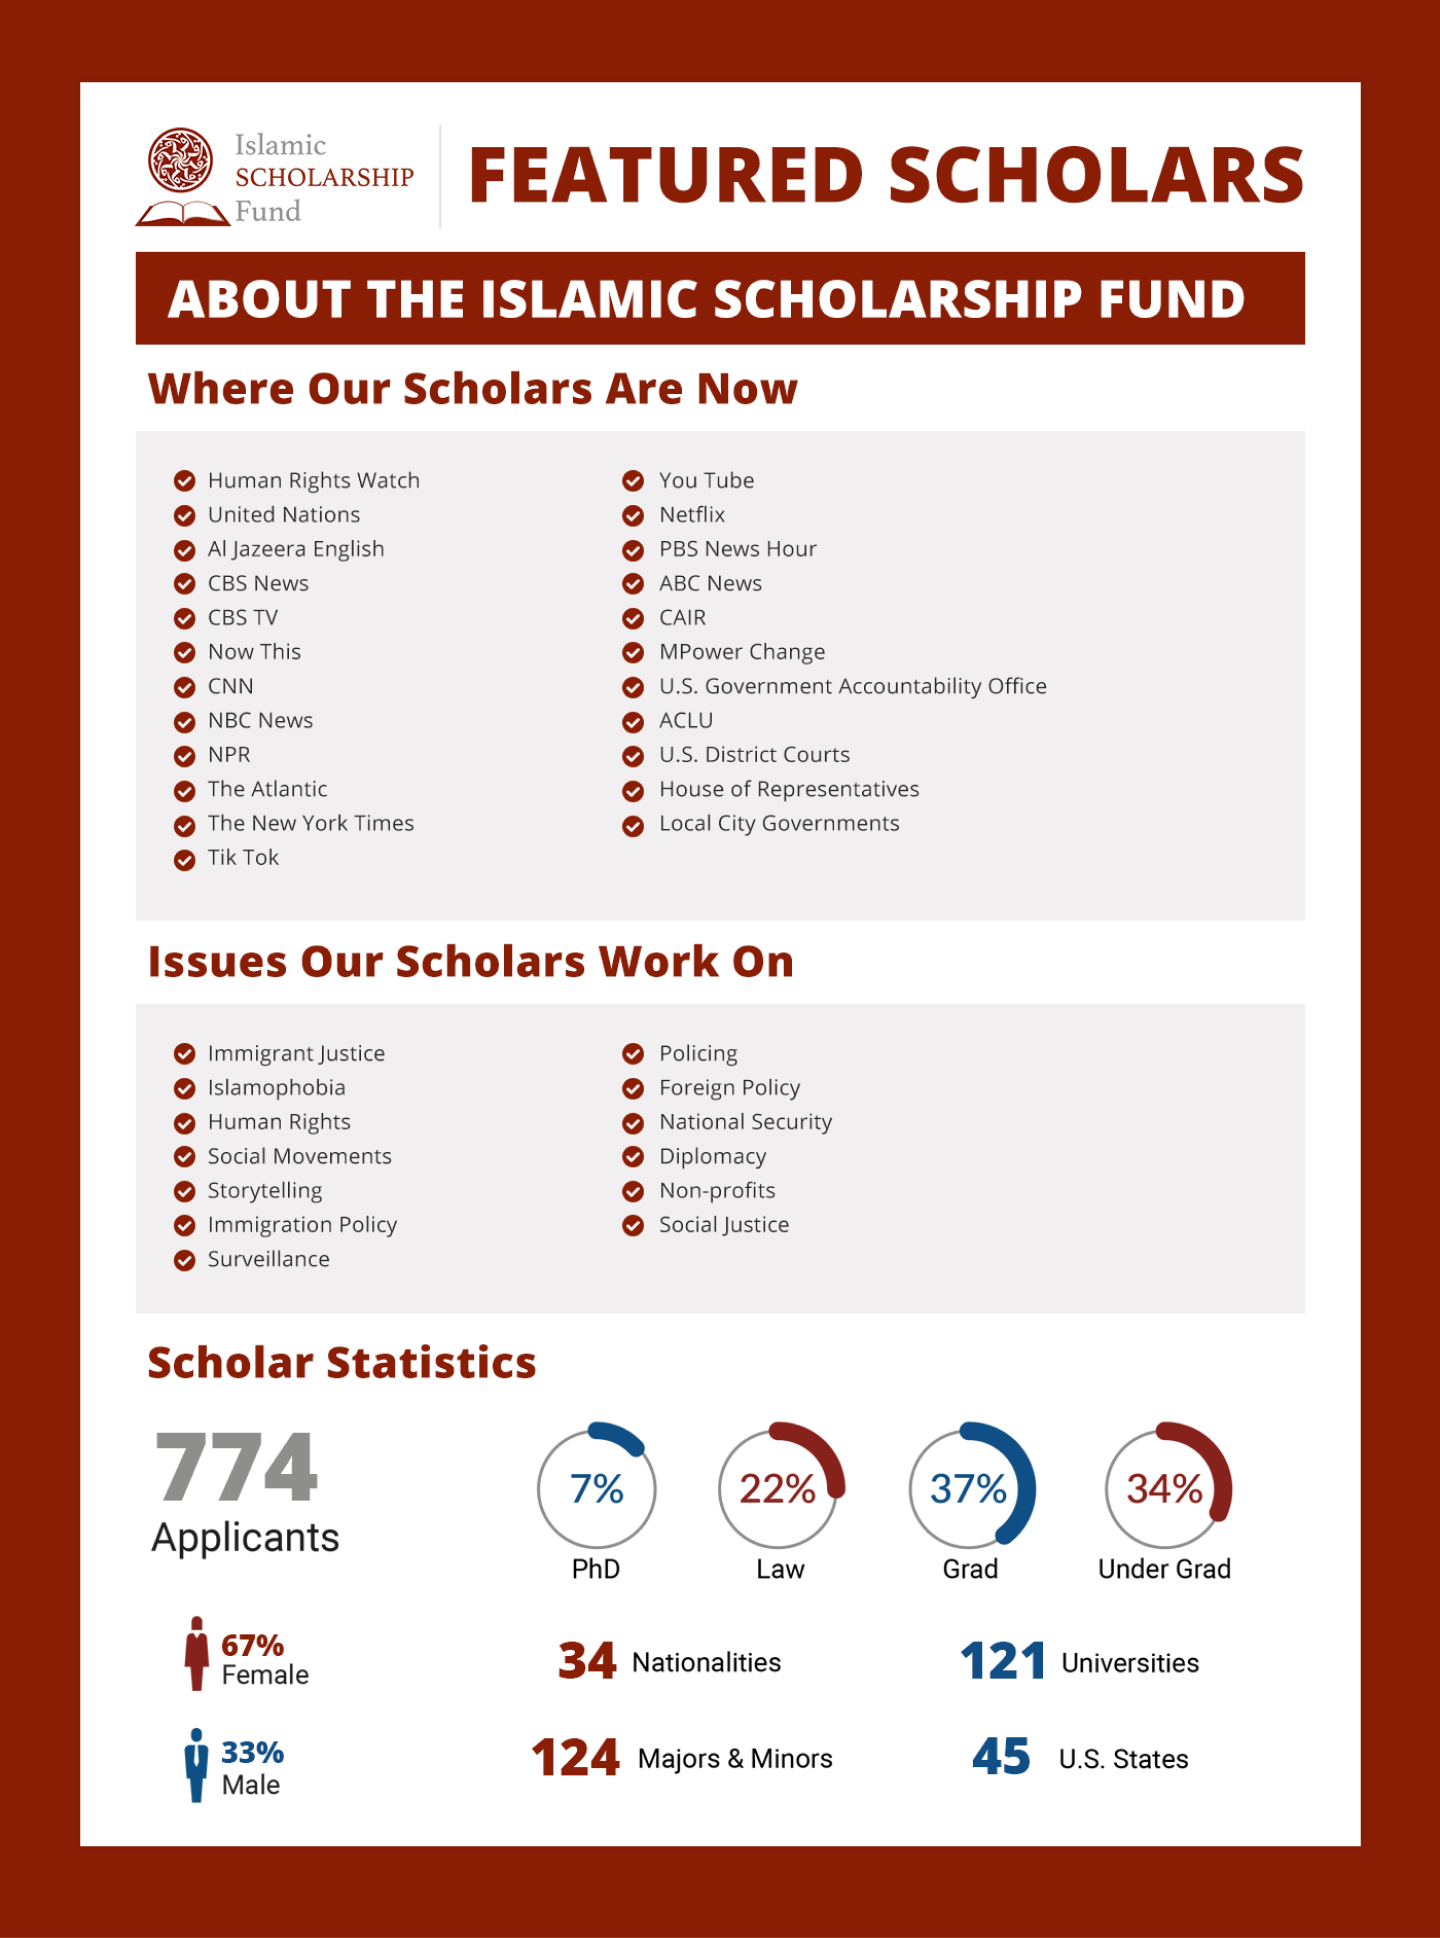 Islamic
SCHOLARSHIP
Fund
FEATURED SCHOLARS
ABOUT THE ISLAMIC SCHOLARSHIP FUND
Where Our Scholars Are Now
Human Rights Watch
United Nations
Al Jazeera English
CBS News
CBS TV
Now This
CNN
NBC News
NPR
The Atlantic
The New York Times
Tik Tok
You Tube
Netflix
PBS News Hour
ABC News
CAIR
MPower Change
U.S. Government Accountability Office
ACLU
U.S. District Courts
House of Representatives
Local City Governments
Issues Our Scholars Work On
Immigrant Justice
Islamophobia
Human Rights
Social Movements
Storytelling
Immigration Policy
Surveillance
Policing
Foreign Policy
National Security
Diplomacy
Non-profits
Social Justice
Scholar Statistics
774
Applicants
7%
PhD
22%
Law
37%
Grad
34%
Under Grad
67%
Female
33%
Male
34 Nationalities
121 Universities
124 Majors & Minors
45 U.S. States